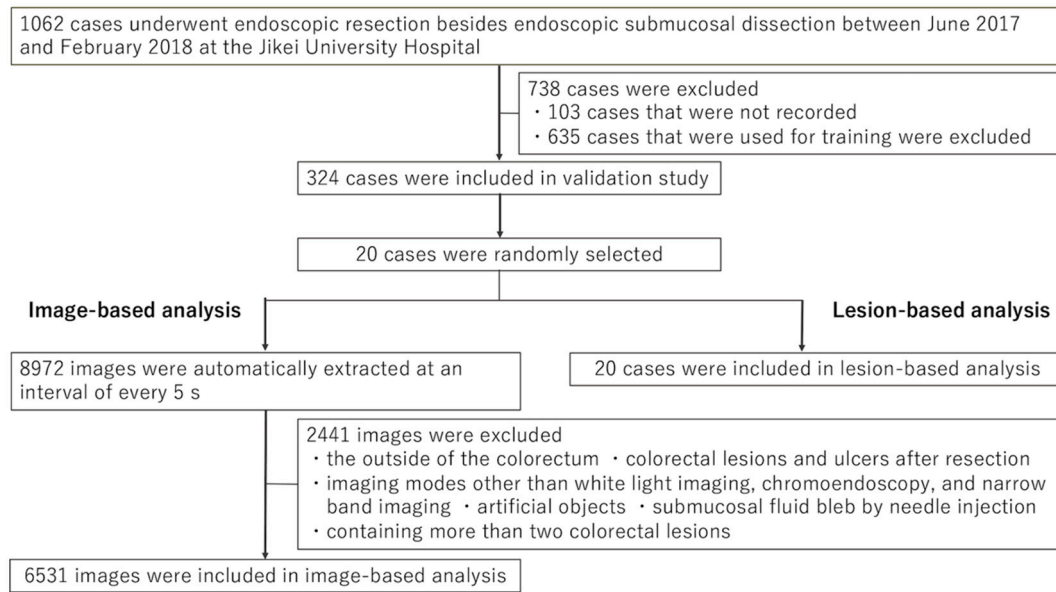 1062 cases underwent endoscopic resection besides endoscopic submucosal dissection between June 2017
and February 2018 at the Jikei University Hospital
738 cases were excluded
・103 cases that were not recorded
・635 cases that were used for training were excluded
324 cases were included in validation study
20 cases were randomly selected
Image-based analysis
Lesion-based analysis
8972 images were automatically extracted at an
interval of every 5 s
20 cases were included in lesion-based analysis
2441 images were excluded
・the outside of the colorectum ・colorectal lesions and ulcers after resection
・imaging modes other than white light imaging, chromoendoscopy, and narrow
band imaging ・artificial objects ・submucosal fluid bleb by needle injection
・containing more than two colorectal lesions
6531 images were included in image-based analysis